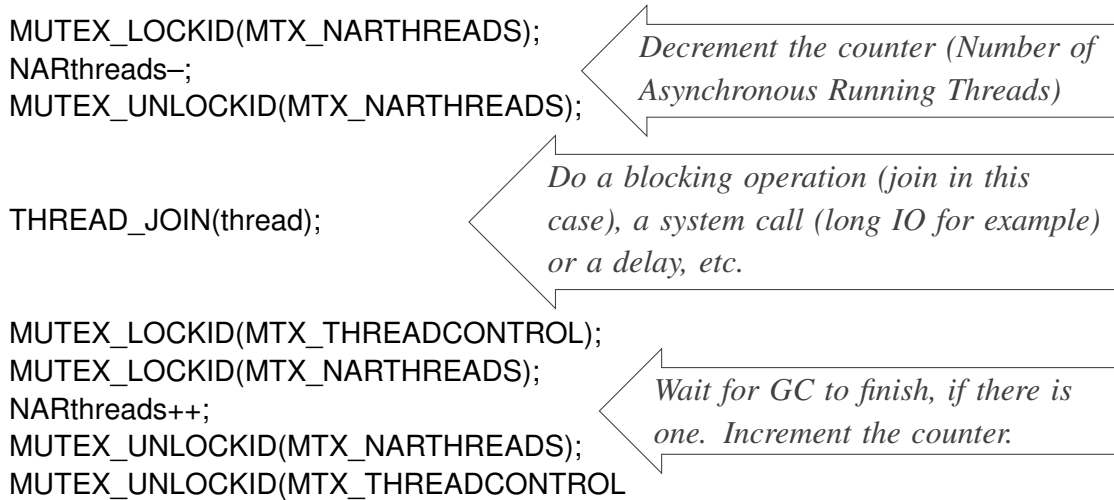 MUTEX_LOCKID(MTX_NARTHREADS);
NARthreads–;
MUTEX_UNLOCKID(MTX_NARTHREADS);
Decrement the counter (Number of
Asynchronous Running Threads)
THREAD_JOIN(thread);
Do a blocking operation (join in this
case), a system call (long IO for example)
or a delay, etc.
MUTEX_LOCKID(MTX_THREADCONTROL);
MUTEX_LOCKID(MTX_NARTHREADS);
NARthreads++;
MUTEX_UNLOCKID(MTX_NARTHREADS);
MUTEX_UNLOCKID(MTX_THREADCONTROL
Wait for GC to finish, if there is
one. Increment the counter.